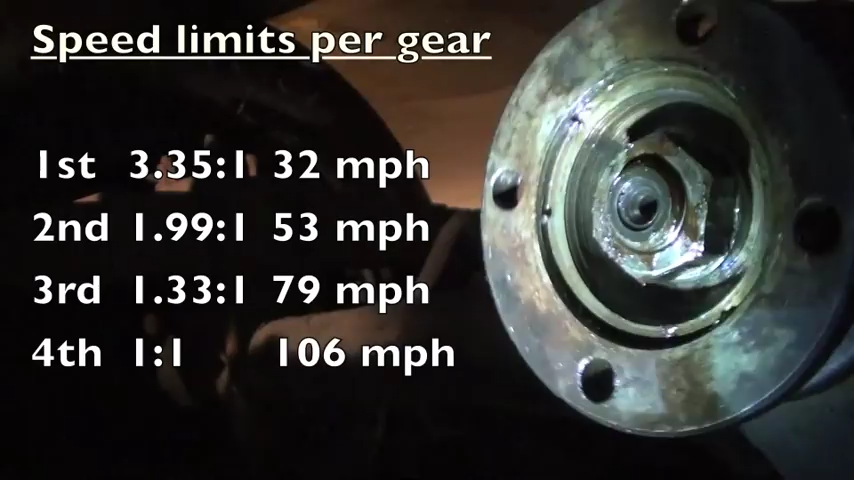 Speed limits per gear
1st 3.35:1 32 mph
2nd 1.99:1 53 mph
3rd 1.33:1 79 mph
4th 1:1 106 mph